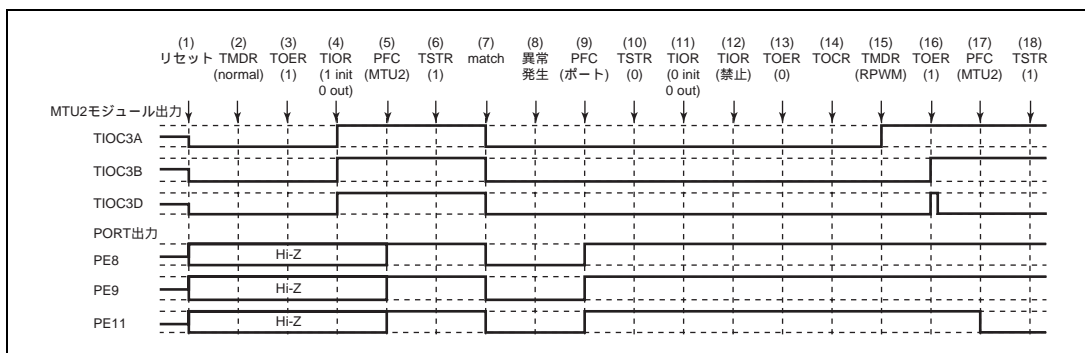 (1) (2) (3) (4) (5) (6) (7) (8) (9) (10) (11) (12) (13) (14) (15) (16) (17) (18)
リセット TMDR TOER TIOR PFC TSTR match 異常 PFC TSTR TIOR TIOR TOER TOCR TMDR TOER PFC TSTR
(normal) (1) (1 init (MTU2) (1) 発生 (ポート) (0) (0 init (禁止) (0) (RPWM) (1) (MTU2) (1)
0 out) 0 out)
MTU2モジュール出力
TIOC3A
TIOC3B
TIOC3D
PORT出力
PE8 Hi-Z
PE9 Hi-Z
PE11 Hi-Z